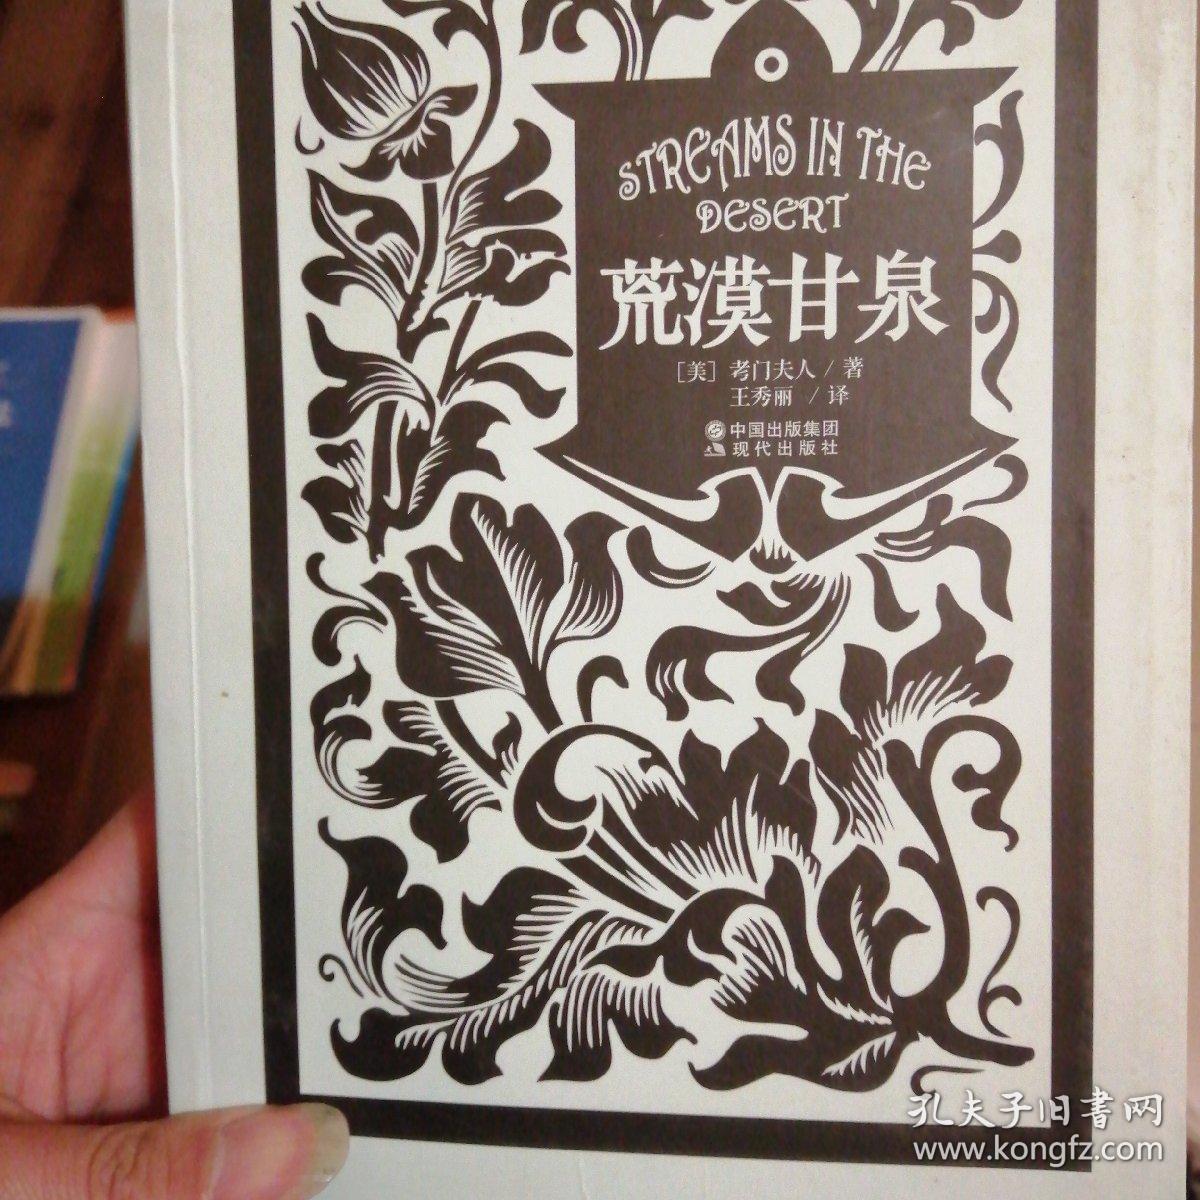 STREAMS IN THE
DESERT
荒漠甘泉
[美] 考门夫人 / 著
王秀丽 / 译
中国出版集团
现代出版社
孔夫子旧書网
www.kongfz.com